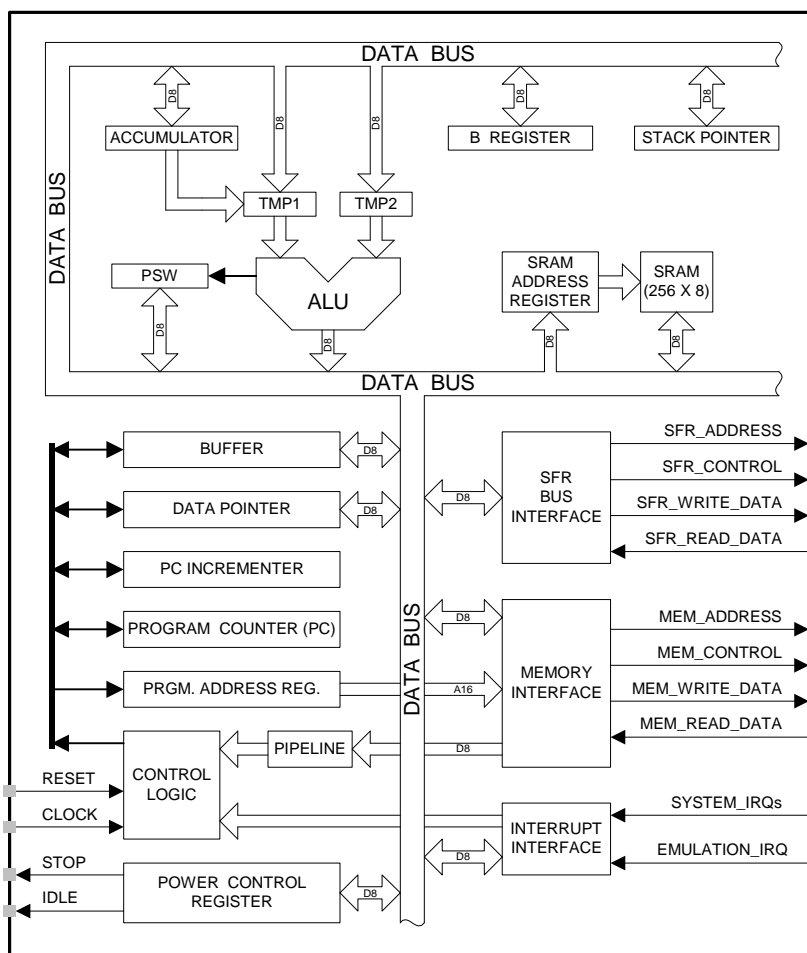 DATA BUS
D8
D8
D8
D8
D8
ACCUMULATOR
B REGISTER
STACK POINTER
DATA BUS
TMP1
TMP2
PSW
ALU
SRAM
ADDRESS
REGISTER
SRAM
(256 X 8)
D8
D8
D8
D8
DATA BUS
BUFFER
D8
DATA POINTER
D8
PC INCREMENTER
PROGRAM COUNTER (PC)
PRGM. ADDRESS REG.
A16
DATA BUS
D8
SFR
BUS
INTERFACE
SFR_ADDRESS
SFR_CONTROL
SFR_WRITE_DATA
SFR_READ_DATA
D8
MEMORY
INTERFACE
MEM_ADDRESS
MEM_CONTROL
MEM_WRITE_DATA
MEM_READ_DATA
CONTROL
LOGIC
PIPELINE
D8
RESET
CLOCK
INTERRUPT
INTERFACE
SYSTEM_IRQs
EMULATION_IRQ
D8
STOP
IDLE
POWER CONTROL
REGISTER
D8